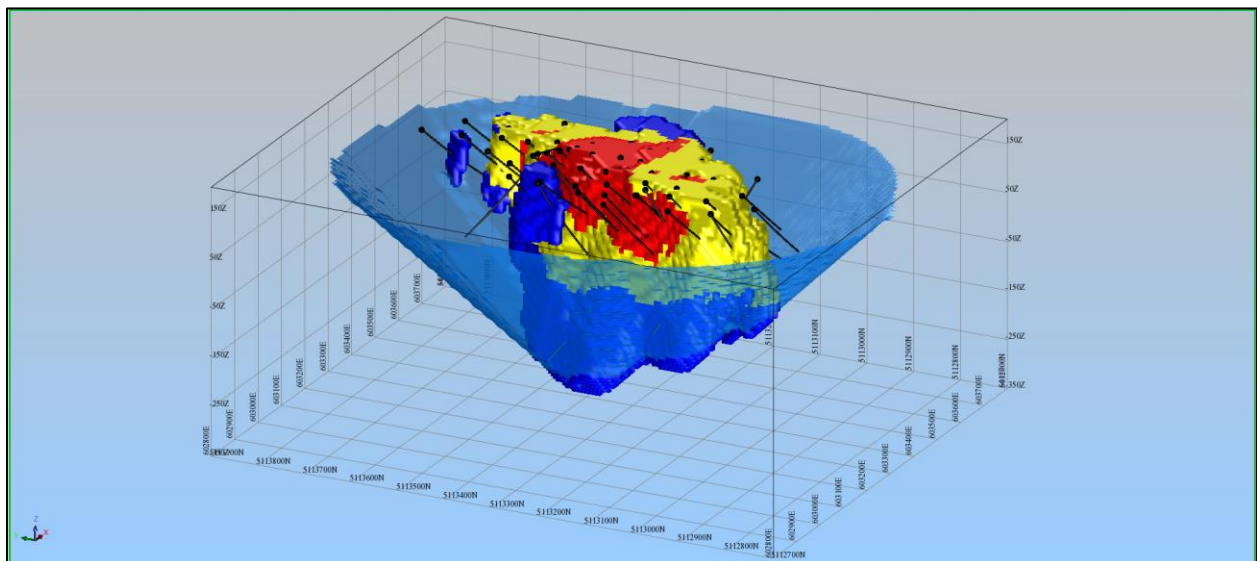 150Z
50Z
-50Z
-150Z
-250Z
-350Z
150Z
50Z
-50Z
-150Z
-250Z
602800E
602900E
603000E
603100E
603200E
603300E
603400E
603500E
603600E
603700E
5113800N
5113700N
5113600N
5113500N
5113400N
5113300N
5113200N
5113100N
5113000N
5112900N
5112800N
5112700N
602800E
602900E
603000E
603100E
603200E
603300E
603400E
603500E
603600E
603700E
5113100N
5113000N
5112900N
5112800N
Z
Y
X